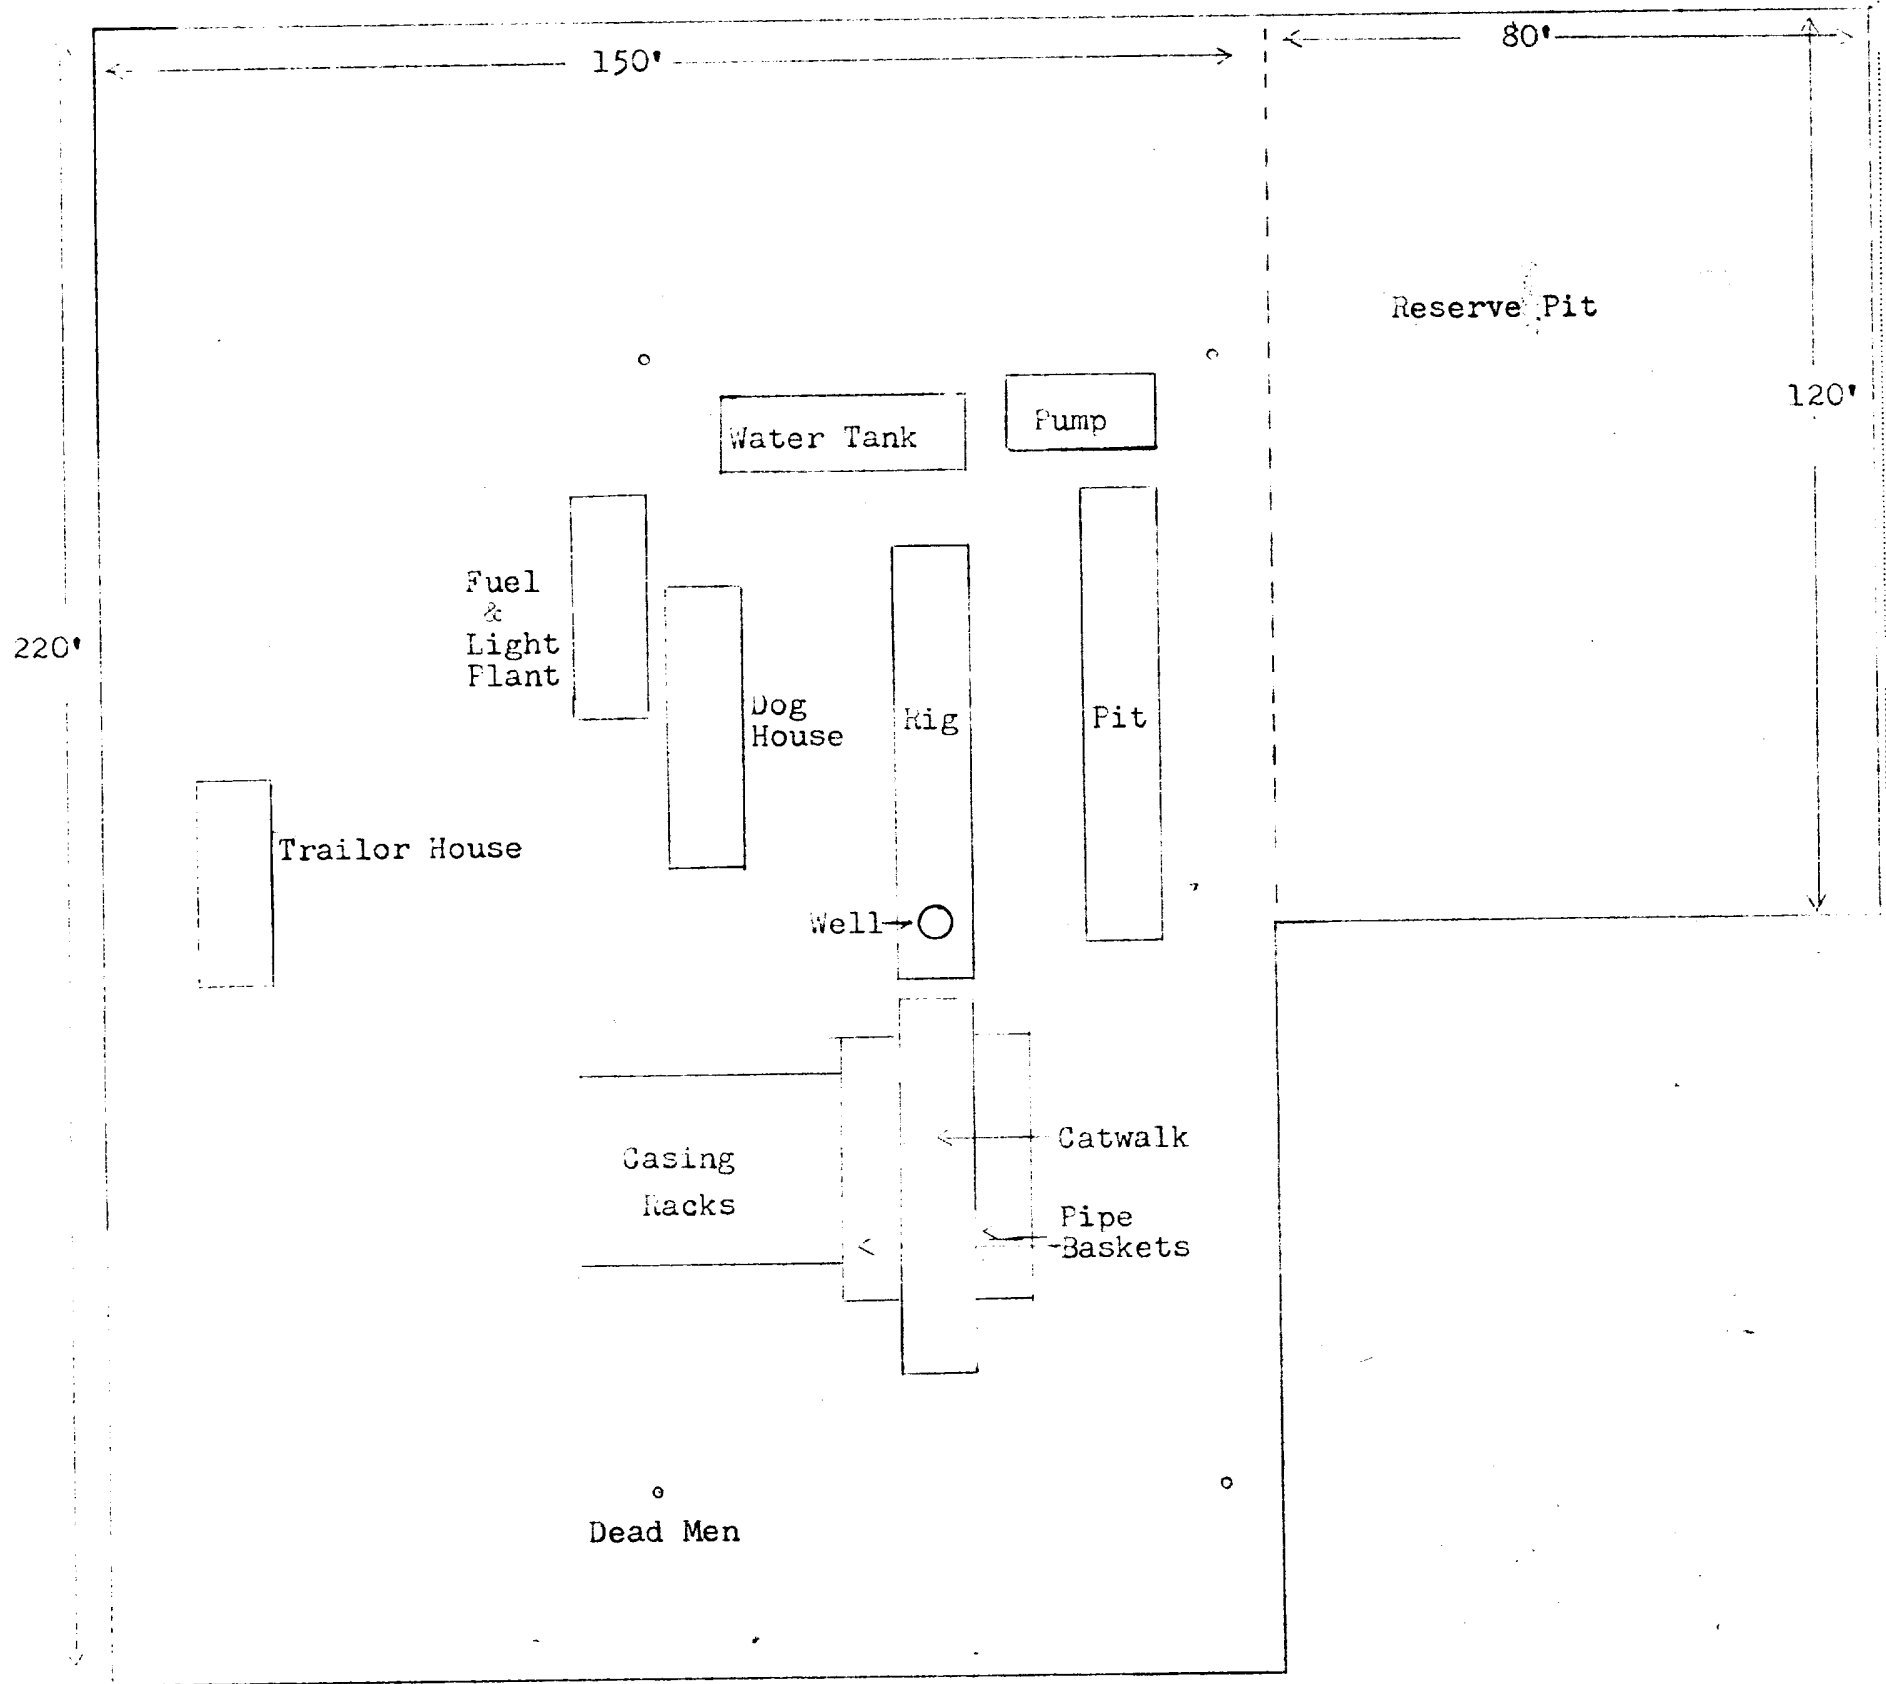 150'
80'
Reserve Pit
120'
Water Tank
Pump
Fuel
&
Light
Plant
220'
Dog
House
Rig
Pit
Trailor House
Well
Catwalk
Casing
Racks
Pipe
Baskets
Dead Men